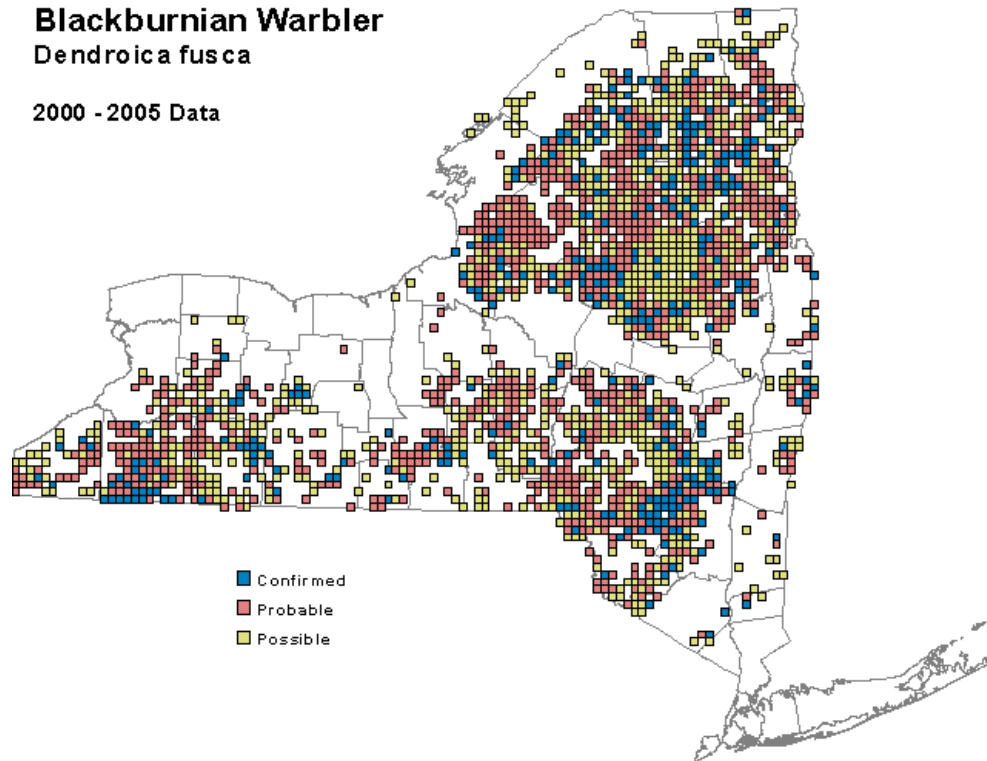 Blackburnian Warbler
Dendroica fusca
2000 - 2005 Data
Confirmed
Probable
Possible